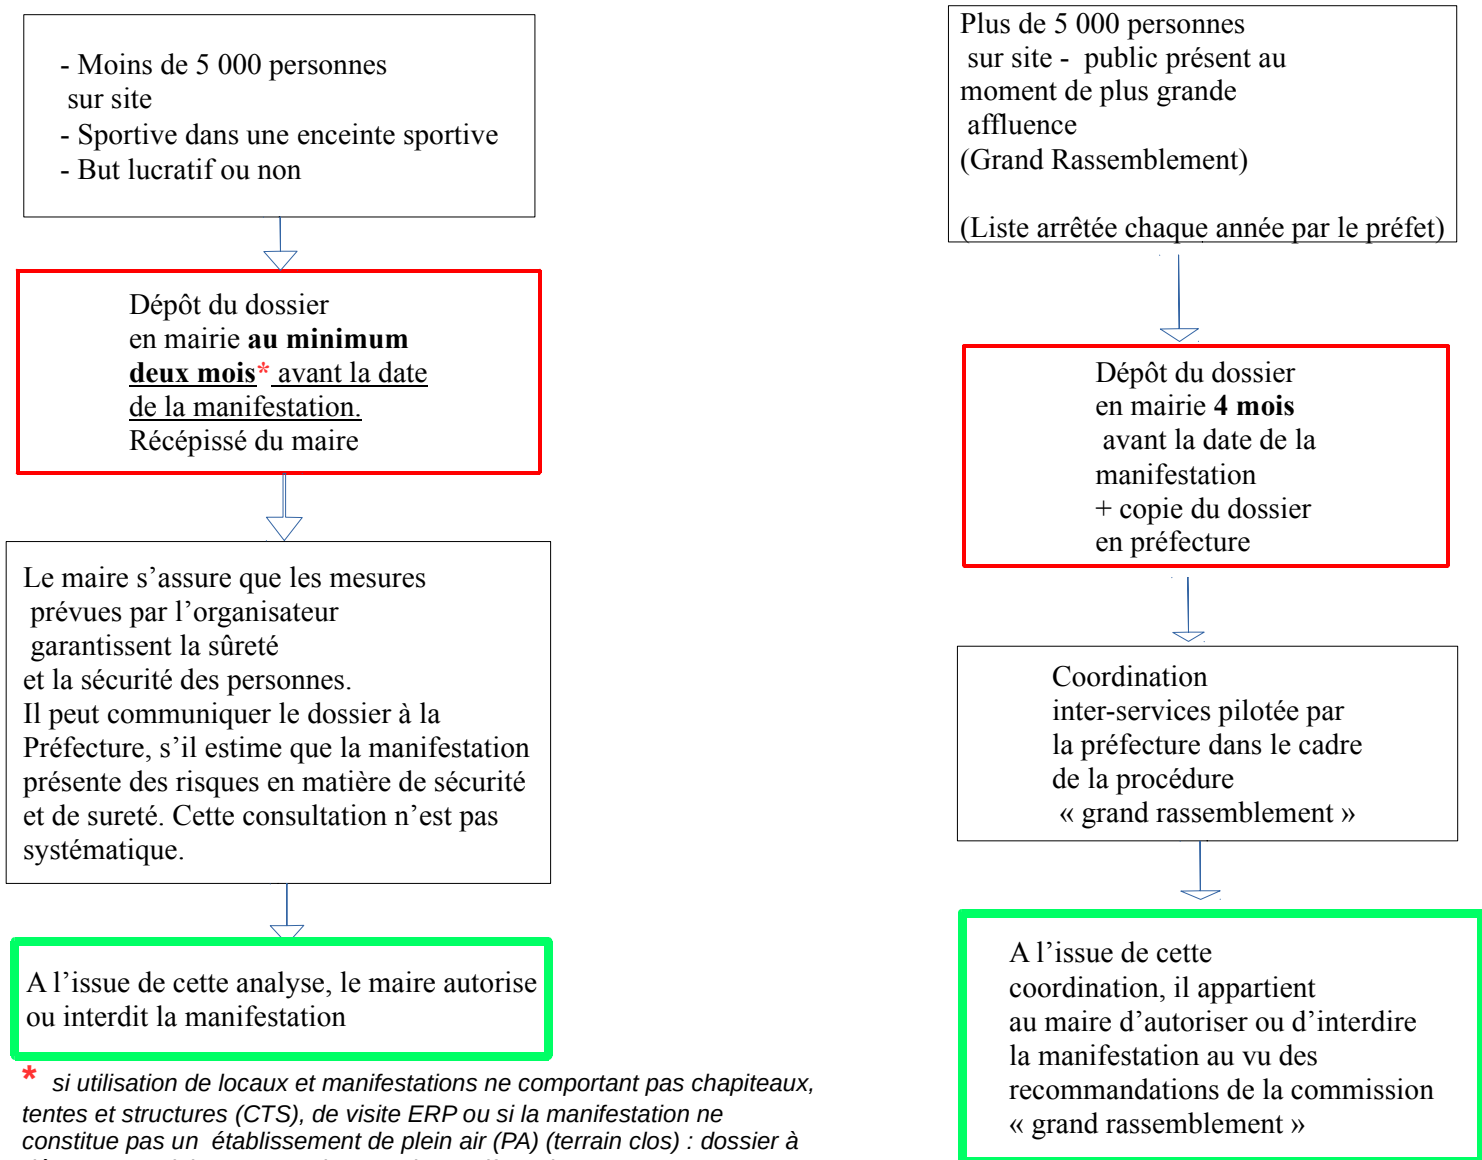 - Moins de 5 000 personnes
sur site
- Sportive dans une enceinte sportive
- But lucratif ou non
Dépôt du dossier
en mairie au minimum
deux mois* avant la date
de la manifestation.
Récépissé du maire
Le maire s’assure que les mesures
prévues par l’organisateur
garantissent la sûreté
et la sécurité des personnes.
Il peut communiquer le dossier à la
Préfecture, s’il estime que la manifestation
présente des risques en matière de sécurité
et de sureté. Cette consultation n’est pas
systématique.
A l’issue de cette analyse, le maire autorise
ou interdit la manifestation
* si utilisation de locaux et manifestations ne comportant pas chapiteaux,
tentes et structures (CTS), de visite ERP ou si la manifestation ne
constitue pas un établissement de plein air (PA) (terrain clos) : dossier à
Plus de 5 000 personnes
sur site - public présent au
moment de plus grande
affluence
(Grand Rassemblement)
(Liste arrêtée chaque année par le préfet)
Dépôt du dossier
en mairie 4 mois
avant la date de la
manifestation
+ copie du dossier
en préfecture
Coordination
inter-services pilotée par
la préfecture dans le cadre
de la procédure
« grand rassemblement »
A l’issue de cette
coordination, il appartient
au maire d’autoriser ou d’interdire
la manifestation au vu des
recommandations de la commission
« grand rassemblement »